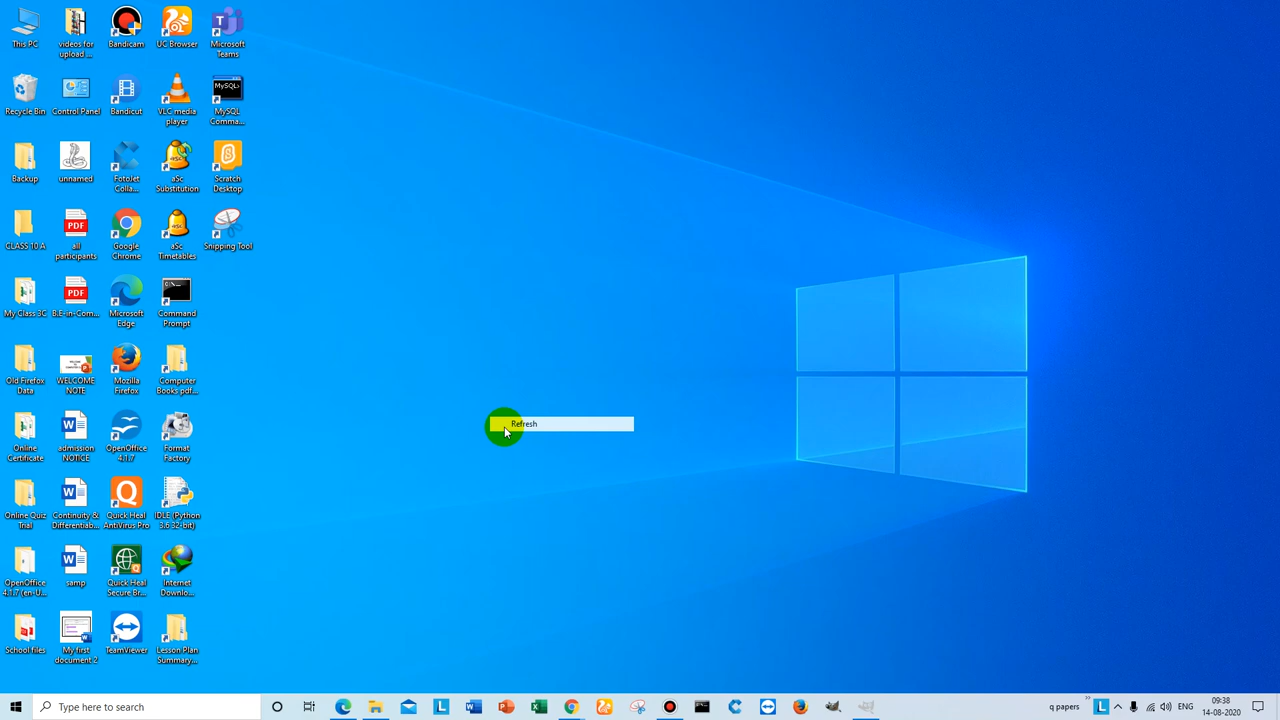 This PC
videos for
upload ...
Bandicam
UC Browser
Microsoft
Teams
Recycle Bin
Control Panel
Bandicut
VLC media
player
MySQL>
MySQL
Comma...
Backup
unnamed
FotoJet
Colla...
aSc
Substitution
Scratch
Desktop
CLASS 10 A
PDF
all
participants
Google
Chrome
aSc
aSc
Timetables
Snipping Tool
My Class 3C
PDF
B.E-in-Com...
Microsoft
Edge
Command
Prompt
Old Firefox
Data
WELCOME
NOTE
Mozilla
Firefox
Computer
Books pdf...
Online
Certificate
admission
NOTICE
OpenOffice
4.1.7
Format
Factory
Refresh
Online Quiz
Trial
Continuity &
Differentiab...
Quick Heal
AntiVirus Pro
IDLE (Python
3.6 32-bit)
OpenOffice
4.1.7 (en-U...
samp
Quick Heal
Secure Br...
Internet
Downlo...
School files
My first
document 2
TeamViewer
Lesson Plan
Summary...
Type here to search
q papers
ENG
09:38
14-08-2020